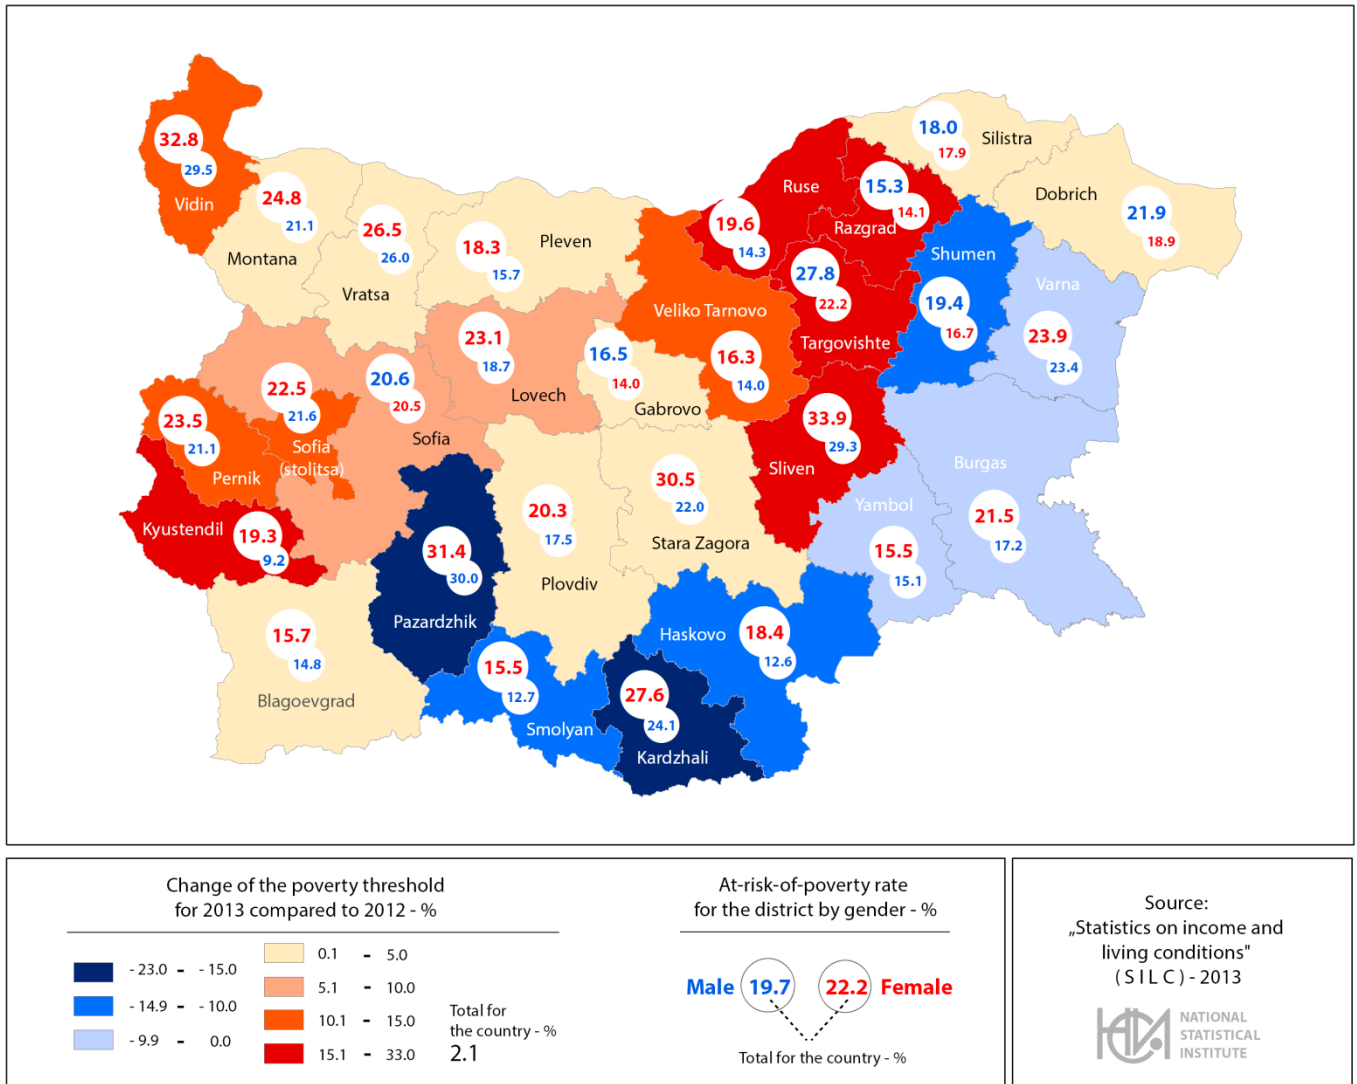 32.8
29.5
Vidin
24.8
21.1
Montana
26.5
26.0
Vratsa
18.3
15.7
Pleven
19.6
14.3
Ruse
15.3
14.1
Razgrad
18.0
17.9
Silistra
21.9
18.9
Dobrich
27.8
22.2
Targovishte
19.4
16.7
Shumen
23.9
23.4
Varna
Veliko Tarnovo
16.3
14.0
16.5
14.0
Gabrovo
23.1
18.7
Lovech
20.6
20.5
Sofia
22.5
21.6
Sofia
(stolitsa)
23.5
21.1
Pernik
Kyustendil
19.3
9.2
33.9
29.3
Sliven
Burgas
21.5
17.2
Yambol
15.5
15.1
30.5
22.0
Stara Zagora
20.3
17.5
Plovdiv
31.4
30.0
Pazardzhik
15.7
14.8
Blagoevgrad
15.5
12.7
Smolyan
27.6
24.1
Kardzhali
Haskovo
18.4
12.6
Change of the poverty threshold
for 2013 compared to 2012 - %
- 23.0 - - 15.0
- 14.9 - - 10.0
- 9.9 - 0.0
0.1 - 5.0
5.1 - 10.0
10.1 - 15.0
15.1 - 33.0
Total for
the country - %
2.1
At-risk-of-poverty rate
for the district by gender - %
Male 19.7 22.2 Female
Total for the country - %
Source:
„Statistics on income and
living conditions"
( S I L C ) - 2013
НСИ
NATIONAL
STATISTICAL
INSTITUTE